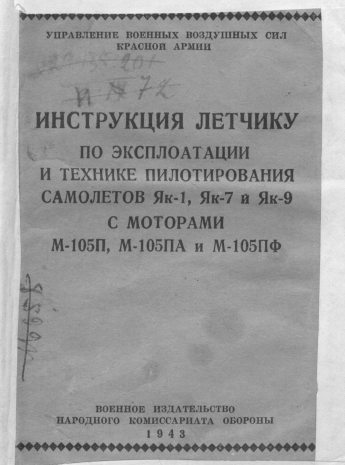 УПРАВЛЕНИЕ ВОЕННЫХ ВОЗДУШНЫХ СИЛ
КРАСНОЙ АРМИИ
ИНСТРУКЦИЯ ЛЕТЧИКУ
ПО ЭКСПЛОАТАЦИИ
И ТЕХНИКЕ ПИЛОТИРОВАНИЯ
САМОЛЕТОВ Як-1, Як-7 и Як-9
С МОТОРАМИ
М-105П, М-105ПА и М-105ПФ
ВОЕННОЕ ИЗДАТЕЛЬСТВО
НАРОДНОГО КОМИССАРИАТА ОБОРОНЫ
1943